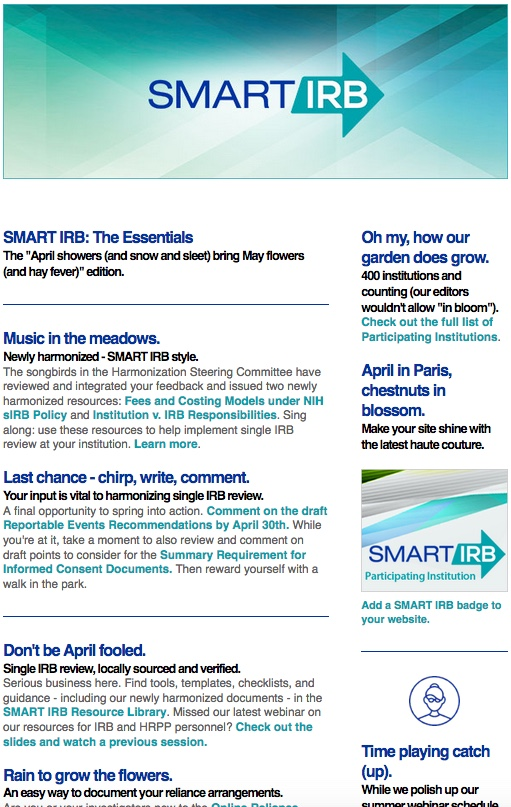 SMART IRB
SMART IRB: The Essentials
The "April showers (and snow and sleet) bring May flowers
(and hay fever)" edition.
Music in the meadows.
Newly harmonized - SMART IRB style.
The songbirds in the Harmonization Steering Committee have
reviewed and integrated your feedback and issued two newly
harmonized resources: Fees and Costing Models under NIH
sIRB Policy and Institution v. IRB Responsibilities. Sing
along: use these resources to help implement single IRB
review at your institution. Learn more.
Last chance - chirp, write, comment.
Your input is vital to harmonizing single IRB review.
A final opportunity to spring into action. Comment on the draft
Reportable Events Recommendations by April 30th. While
you're at it, take a moment to also review and comment on
draft points to consider for the Summary Requirement for
Informed Consent Documents. Then reward yourself with a
walk in the park.
Don't be April fooled.
Single IRB review, locally sourced and verified.
Serious business here. Find tools, templates, checklists, and
guidance - including our newly harmonized documents - in the
SMART IRB Resource Library. Missed our latest webinar on
our resources for IRB and HRPP personnel? Check out the
slides and watch a previous session.
Rain to grow the flowers.
An easy way to document your reliance arrangements.
Are you or your investigators new to the Online Reliance
Oh my, how our
garden does grow.
400 institutions and
counting (our editors
wouldn't allow "in bloom").
Check out the full list of
Participating Institutions.
April in Paris,
chestnuts in
blossom.
Make your site shine with
the latest haute couture.
SMART IRB
Participating Institution
Add a SMART IRB badge to
your website.
Time playing catch
(up).
While we polish up our
summer webinar schedule